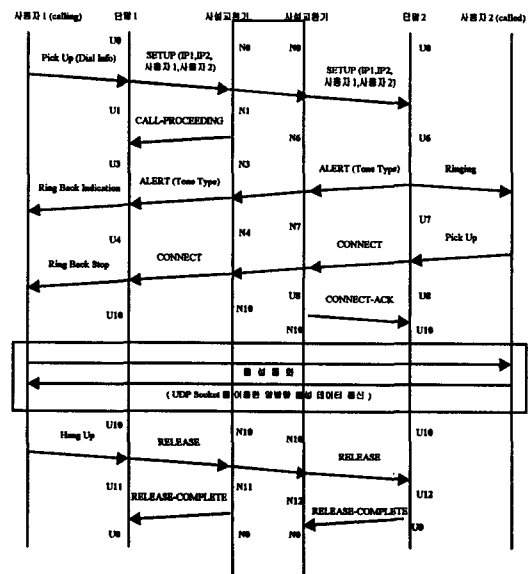 사용자 1 (calling) 단말 1 사설교환기 사설교환기 단말 2 사용자 2 (called)
U0 N0 N0 U0
Pick Up (Dial Info) SETUP (IP1,IP2, 사용자 1,사용자 2) SETUP (IP1,IP2, 사용자 1,사용자 2)
U1 N1
CALL-PROCEEDING N6 U6
U3 N3
Ring Back Indication ALERT (Tone Type) ALERT (Tone Type) Ringing
U4 N4 N7 U7
Ring Back Stop CONNECT CONNECT Pick Up
U8 CONNECT-ACK U8
U10 N10 N10 U10
음 성 통 화
( UDP Socket 를 이용한 양방향 음성 데이터 통신 )
U10 N10 N10 U10
Hang Up RELEASE RELEASE
U11 N11 N12 U12
RELEASE-COMPLETE RELEASE-COMPLETE
U0 N0 N0 U0